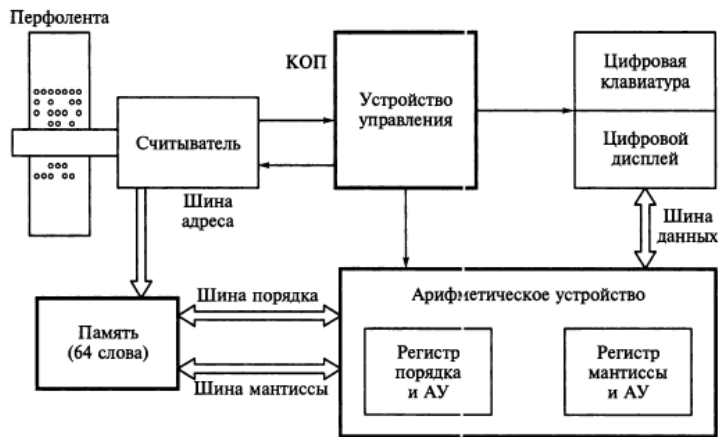 Перфолента
КОП
Считыватель
Устройство
управления
Цифровая
клавиатура
Цифровой
дисплей
Шина
адреса
Шина
данных
Память
(64 слова)
Шина порядка
Шина мантиссы
Арифметическое устройство
Регистр
порядка
и АУ
Регистр
мантиссы
и АУ